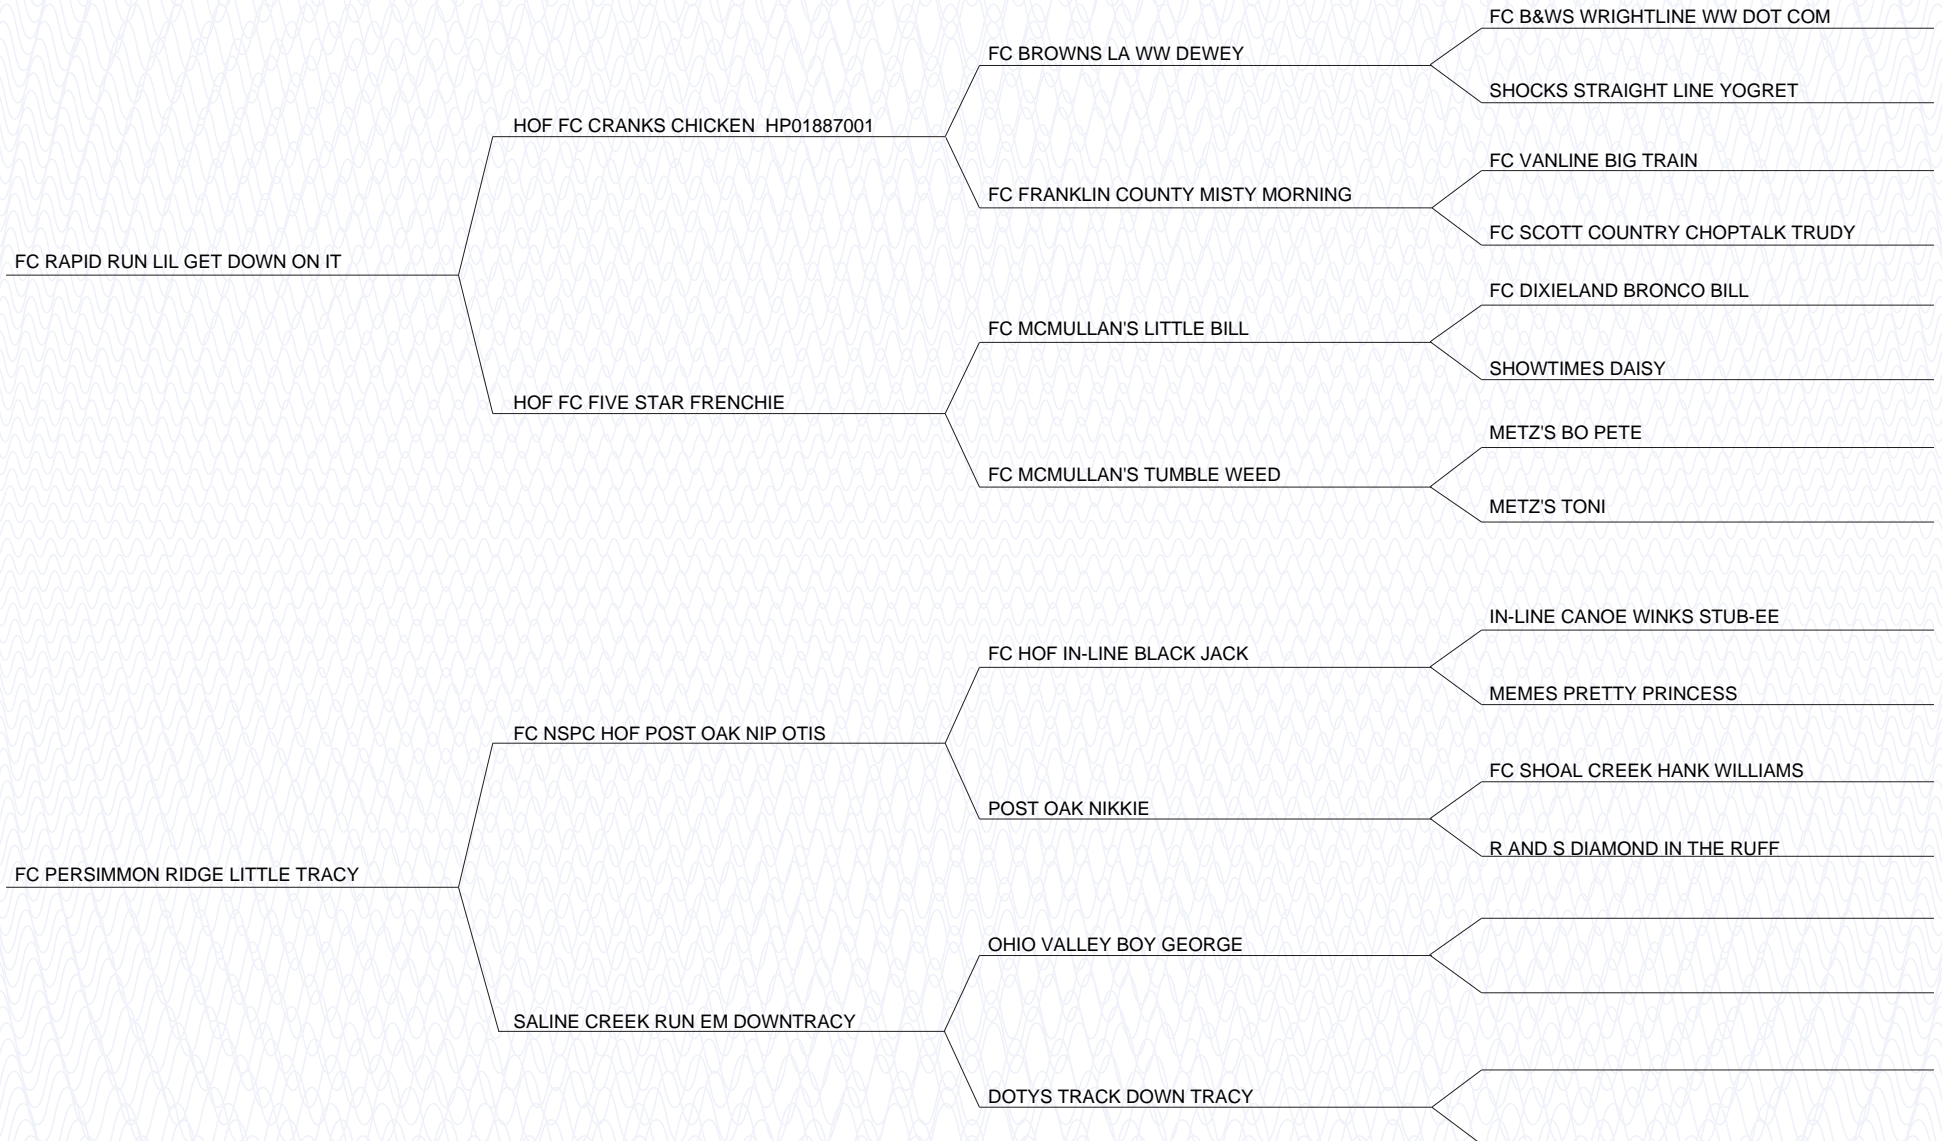 FC B&WS WRIGHTLINE WW DOT COM
FC BROWNS LA WW DEWEY
SHOCKS STRAIGHT LINE YOGRET
HOF FC CRANKS CHICKEN  HP01887001
FC VANLINE BIG TRAIN
FC FRANKLIN COUNTY MISTY MORNING
FC SCOTT COUNTRY CHOPTALK TRUDY
FC RAPID RUN LIL GET DOWN ON IT
FC DIXIELAND BRONCO BILL
FC MCMULLAN'S LITTLE BILL
SHOWTIMES DAISY
HOF FC FIVE STAR FRENCHIE
METZ'S BO PETE
FC MCMULLAN'S TUMBLE WEED
METZ'S TONI
IN-LINE CANOE WINKS STUB-EE
FC HOF IN-LINE BLACK JACK
MEMES PRETTY PRINCESS
FC NSPC HOF POST OAK NIP OTIS
FC SHOAL CREEK HANK WILLIAMS
POST OAK NIKKIE
R AND S DIAMOND IN THE RUFF
FC PERSIMMON RIDGE LITTLE TRACY
OHIO VALLEY BOY GEORGE
SALINE CREEK RUN EM DOWNTRACY
DOTYS TRACK DOWN TRACY